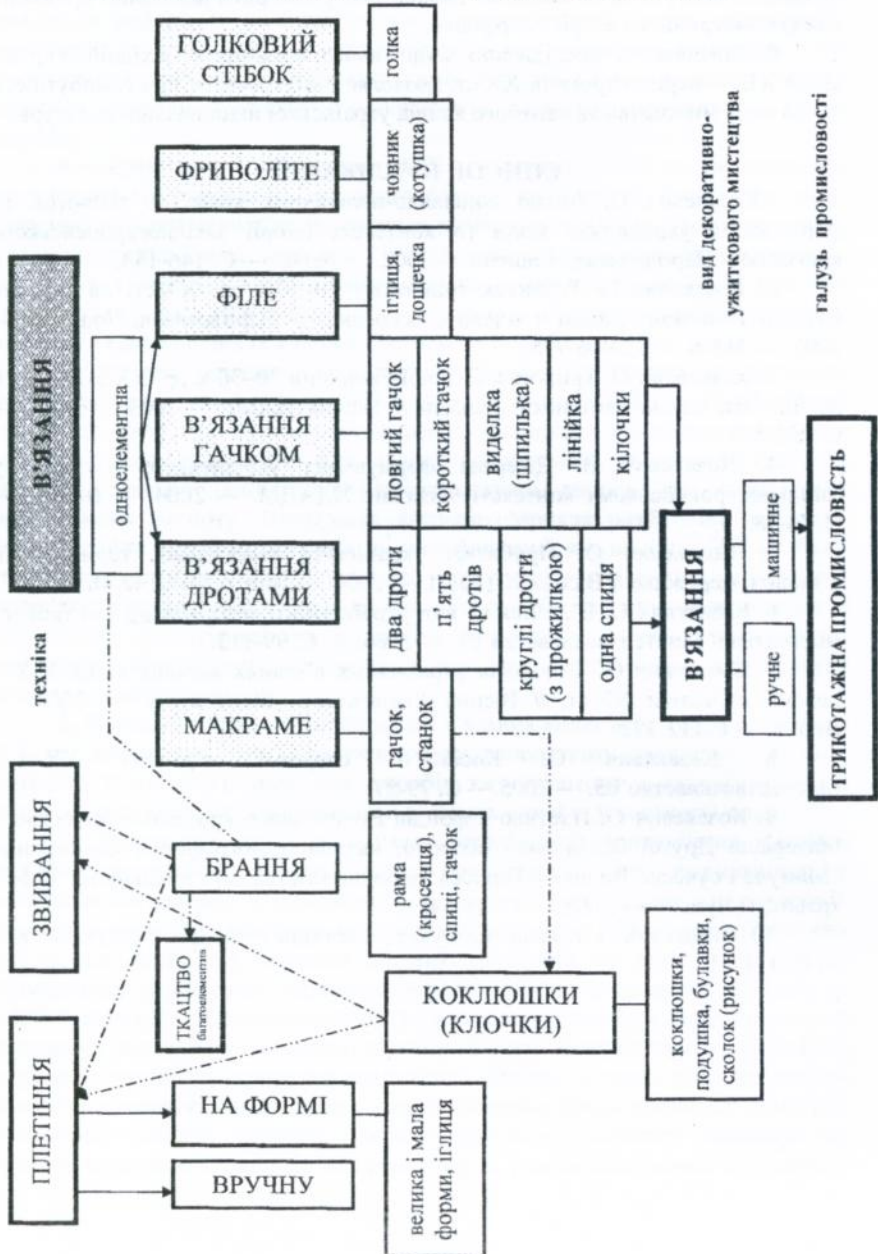 техніка
ПЛЕТІННЯ
ЗВИВАННЯ
В'ЯЗАННЯ
одноелементна
ВРУЧНУ
НА ФОРМІ
ТКАЦТВО
багатоелементна
БРАННЯ
МАКРАМЕ
В'ЯЗАННЯ
ДРОТАМИ
В'ЯЗАННЯ
ГАЧКОМ
ФІЛЕ
ФРИВОЛІТЕ
ГОЛКОВИЙ
СТІБОК
велика і мала
форми, ігЛиця
КОКЛЮШКИ
(КЛОЧКИ)
рама
(кросенця),
спиці, гачок
гачок,
станок
два дроти
п'ять
дротів
круглі дроти
(з прожилкою)
одна спиця
довгий гачок
короткий гачок
виделка
(шпилька)
лінійка
кілочки
іглиця
дощечка
човник
(котушка)
голка
коклюшки,
подушка, булавки,
сколок (рисунок)
В'ЯЗАННЯ
вид декоративно-
ужиткового мистецтва
ручне
машинне
ТРИКОТАЖНА ПРОМИСЛОВІСТЬ
галузь промисловості